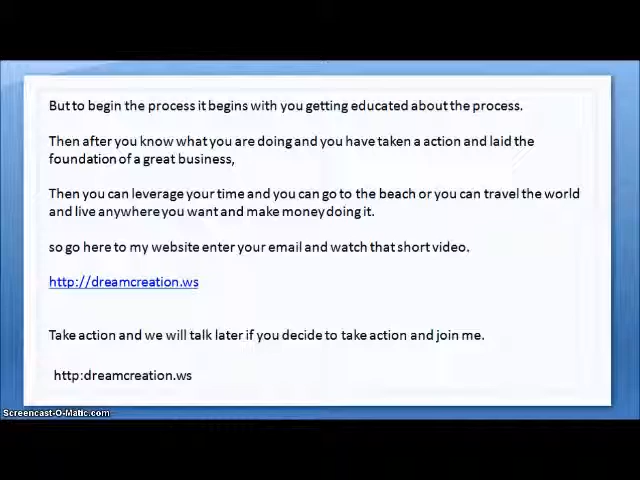 But to begin the process it begins with you getting educated about the process.
Then after you know what you are doing and you have taken a action and laid the
foundation of a great business,
Then you can leverage your time and you can go to the beach or you can travel the world
and live anywhere you want and make money doing it.
so go here to my website enter your email and watch that short video.
http://dreamcreation.ws
Take action and we will talk later if you decide to take action and join me.
http:dreamcreation.ws
Screencast-O-Matic.com